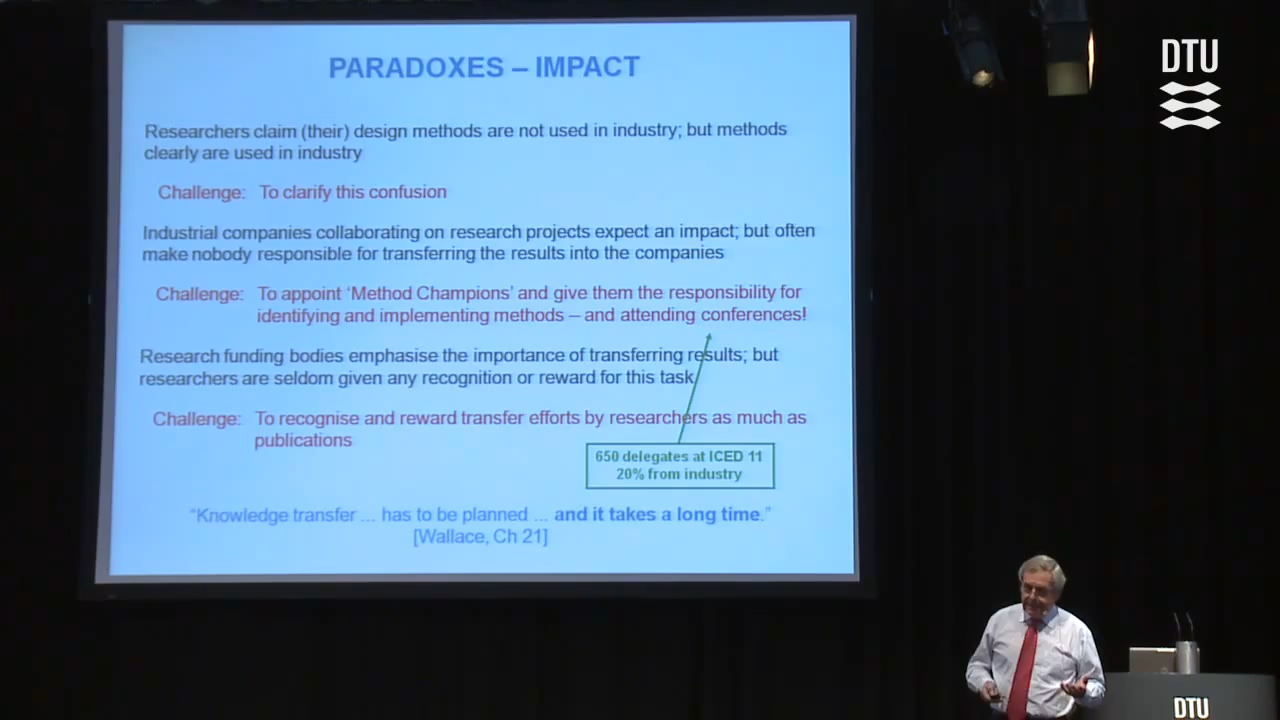 DTU
PARADOXES – IMPACT
Researchers claim (their) design methods are not used in industry; but methods
clearly are used in industry
Challenge: To clarify this confusion
Industrial companies collaborating on research projects expect an impact; but often
make nobody responsible for transferring the results into the companies
Challenge: To appoint ‘Method Champions’ and give them the responsibility for
identifying and implementing methods – and attending conferences!
Research funding bodies emphasise the importance of transferring results; but
researchers are seldom given any recognition or reward for this task
Challenge: To recognise and reward transfer efforts by researchers as much as
publications
650 delegates at ICED 11
20% from industry
“Knowledge transfer ... has to be planned ... and it takes a long time.”
[Wallace, Ch 21]
DTU